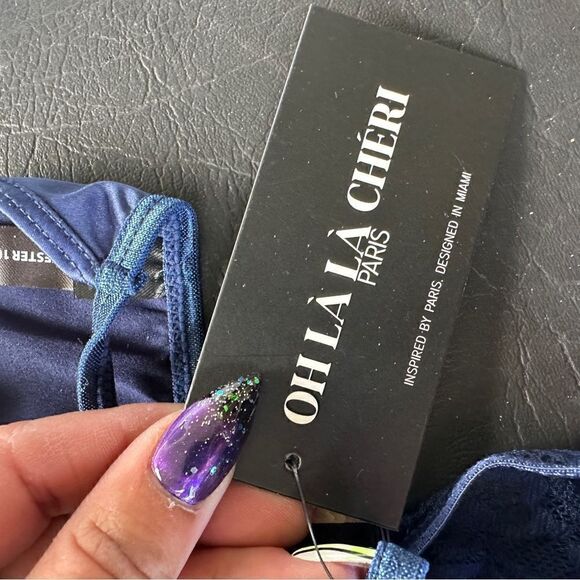 OH LÀ LÀ CHÉRI
PARIS
INSPIRED BY PARIS, DESIGNED IN MIAMI